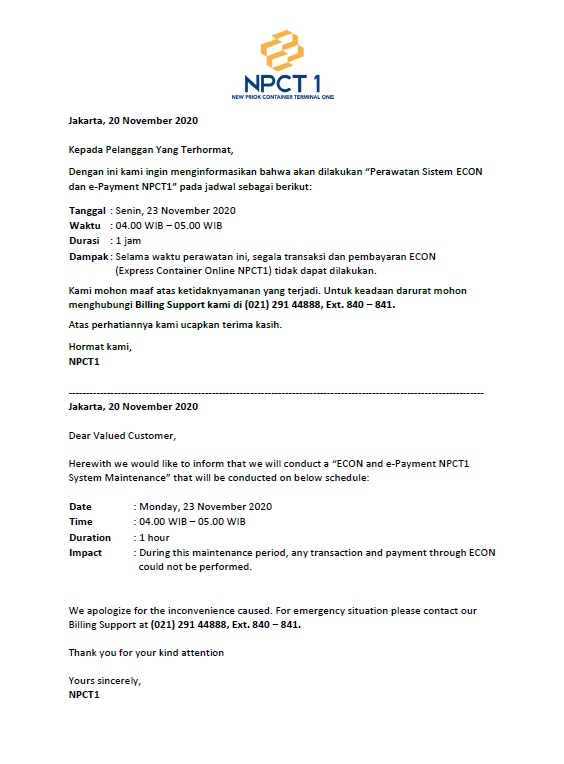 NPCT 1
NEW PRIOK CONTAINER TERMINAL ONE
Jakarta, 20 November 2020
Kepada Pelanggan Yang Terhormat,
Dengan ini kami ingin menginformasikan bahwa akan dilakukan “Perawatan Sistem ECON
dan e-Payment NPCT1” pada jadwal sebagai berikut:
Tanggal : Senin, 23 November 2020
Waktu : 04.00 WIB – 05.00 WIB
Durasi : 1 jam
Dampak : Selama waktu perawatan ini, segala transaksi dan pembayaran ECON
(Express Container Online NPCT1) tidak dapat dilakukan.
Kami mohon maaf atas ketidaknyamanan yang terjadi. Untuk keadaan darurat mohon
menghubungi Billing Support kami di (021) 291 44888, Ext. 840 – 841.
Atas perhatiannya kami ucapkan terima kasih.
Hormat kami,
NPCT1
Jakarta, 20 November 2020
Dear Valued Customer,
Herewith we would like to inform that we will conduct a “ECON and e-Payment NPCT1
System Maintenance” that will be conducted on below schedule:
Date : Monday, 23 November 2020
Time : 04.00 WIB – 05.00 WIB
Duration : 1 hour
Impact : During this maintenance period, any transaction and payment through ECON
could not be performed.
We apologize for the inconvenience caused. For emergency situation please contact our
Billing Support at (021) 291 44888, Ext. 840 – 841.
Thank you for your kind attention
Yours sincerely,
NPCT1